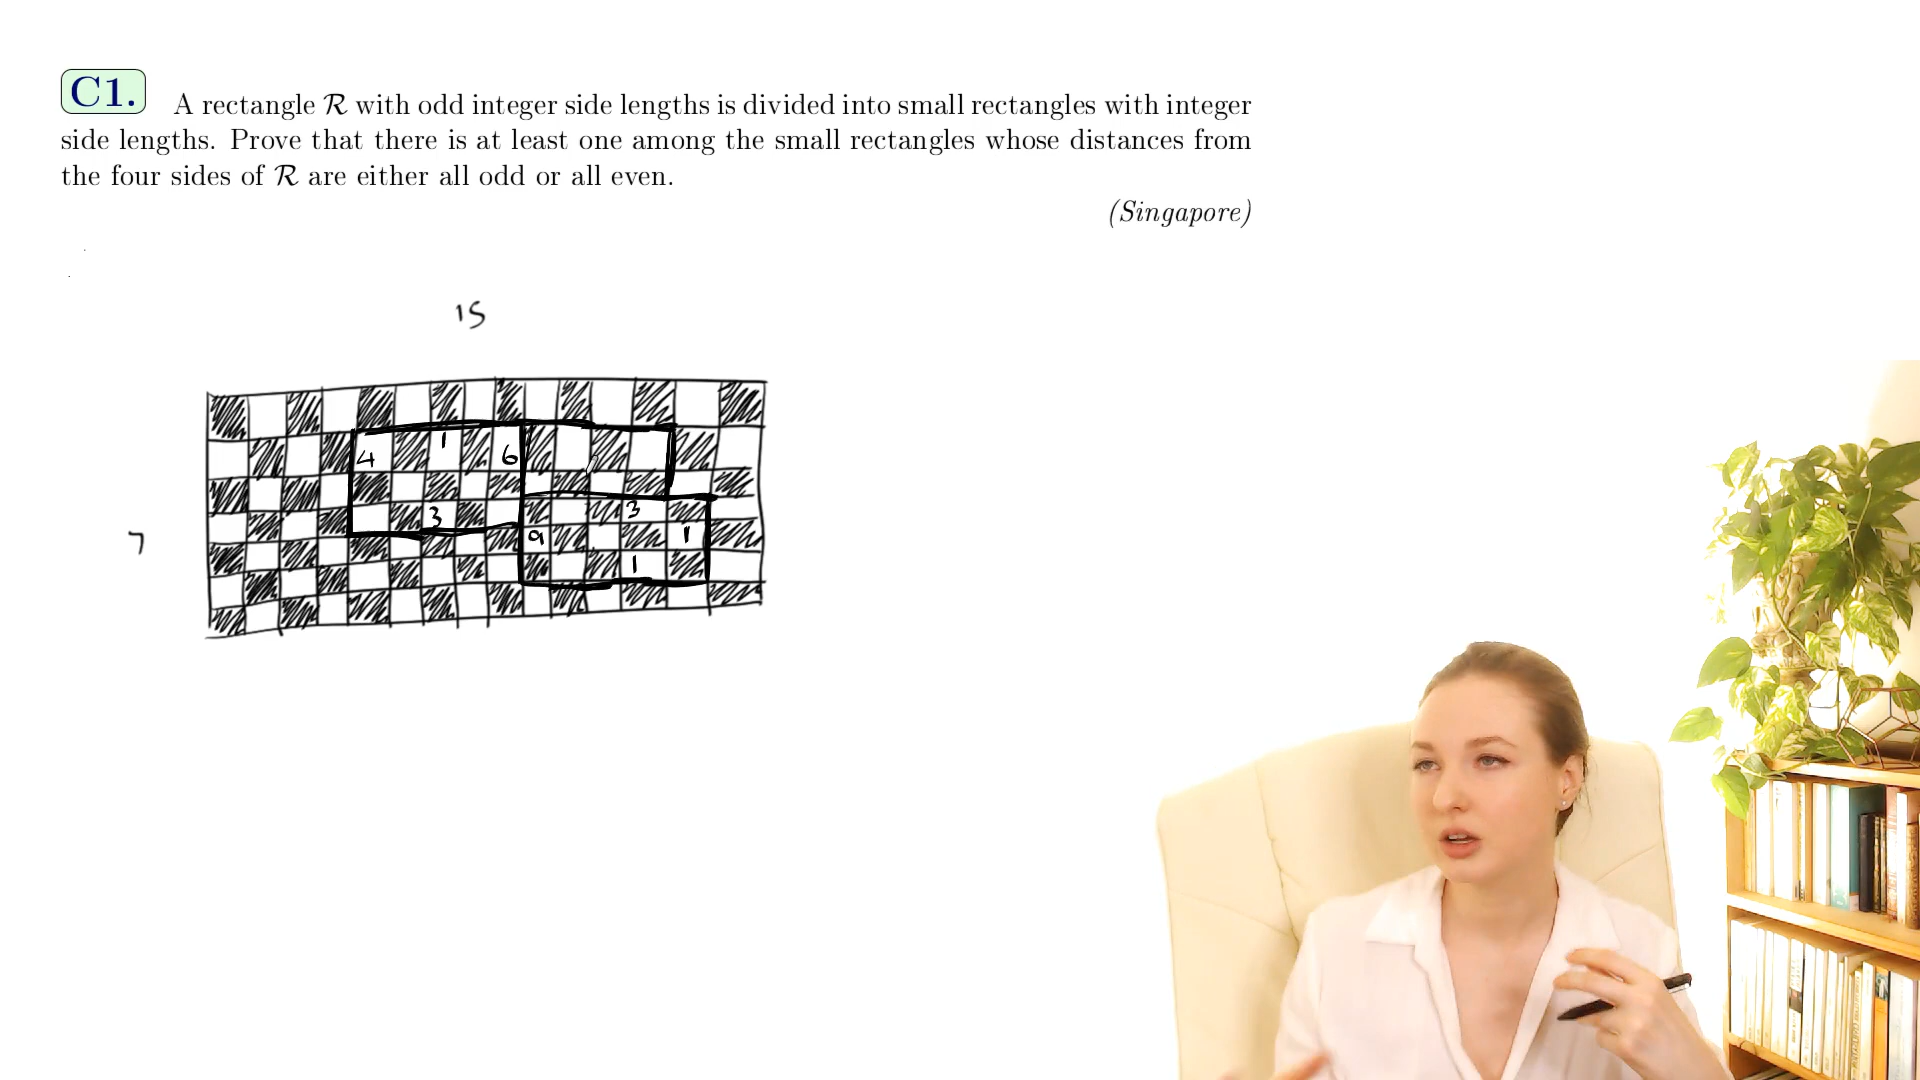 C1. A rectangle R with odd integer side lengths is divided into small rectangles with integer
side lengths. Prove that there is at least one among the small rectangles whose distances from
the four sides of R are either all odd or all even.
(Singapore)
15
1
4 6
3 3
7
9 1
1